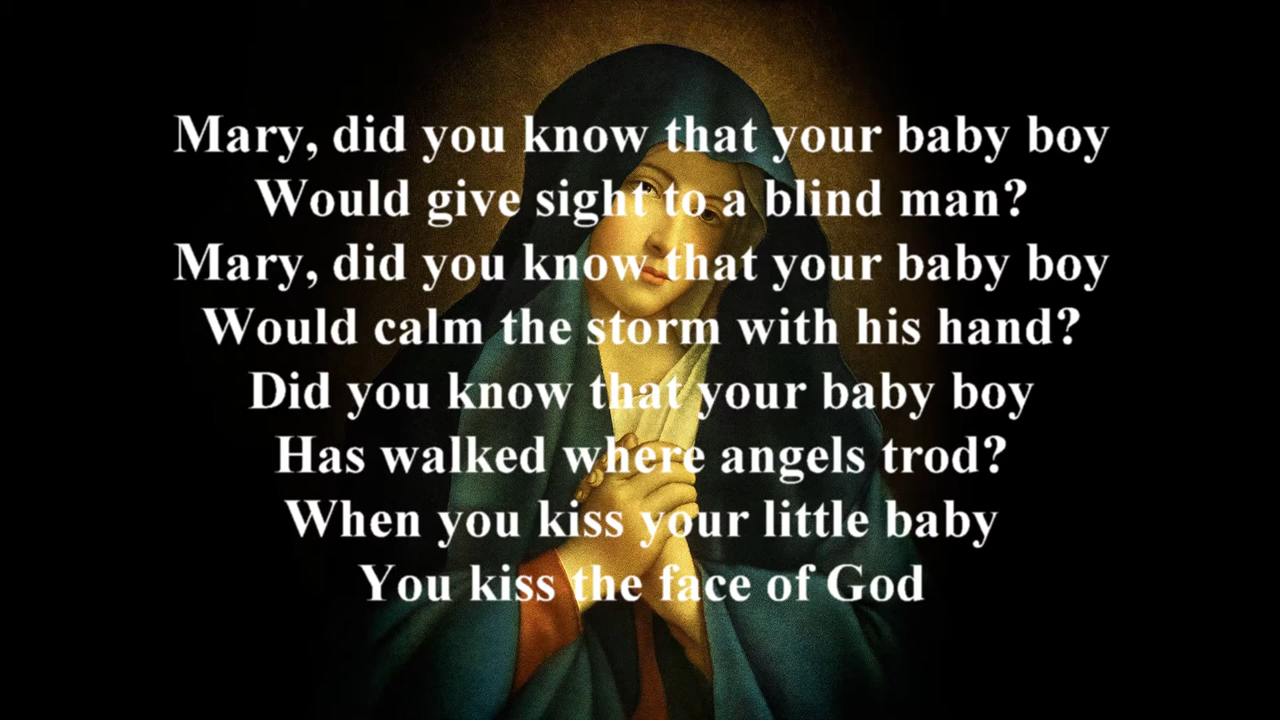 Mary, did you know that your baby boy
Would give sight to a blind man?
Mary, did you know that your baby boy
Would calm the storm with his hand?
Did you know that your baby boy
Has walked where angels trod?
When you kiss your little baby
You kiss the face of God